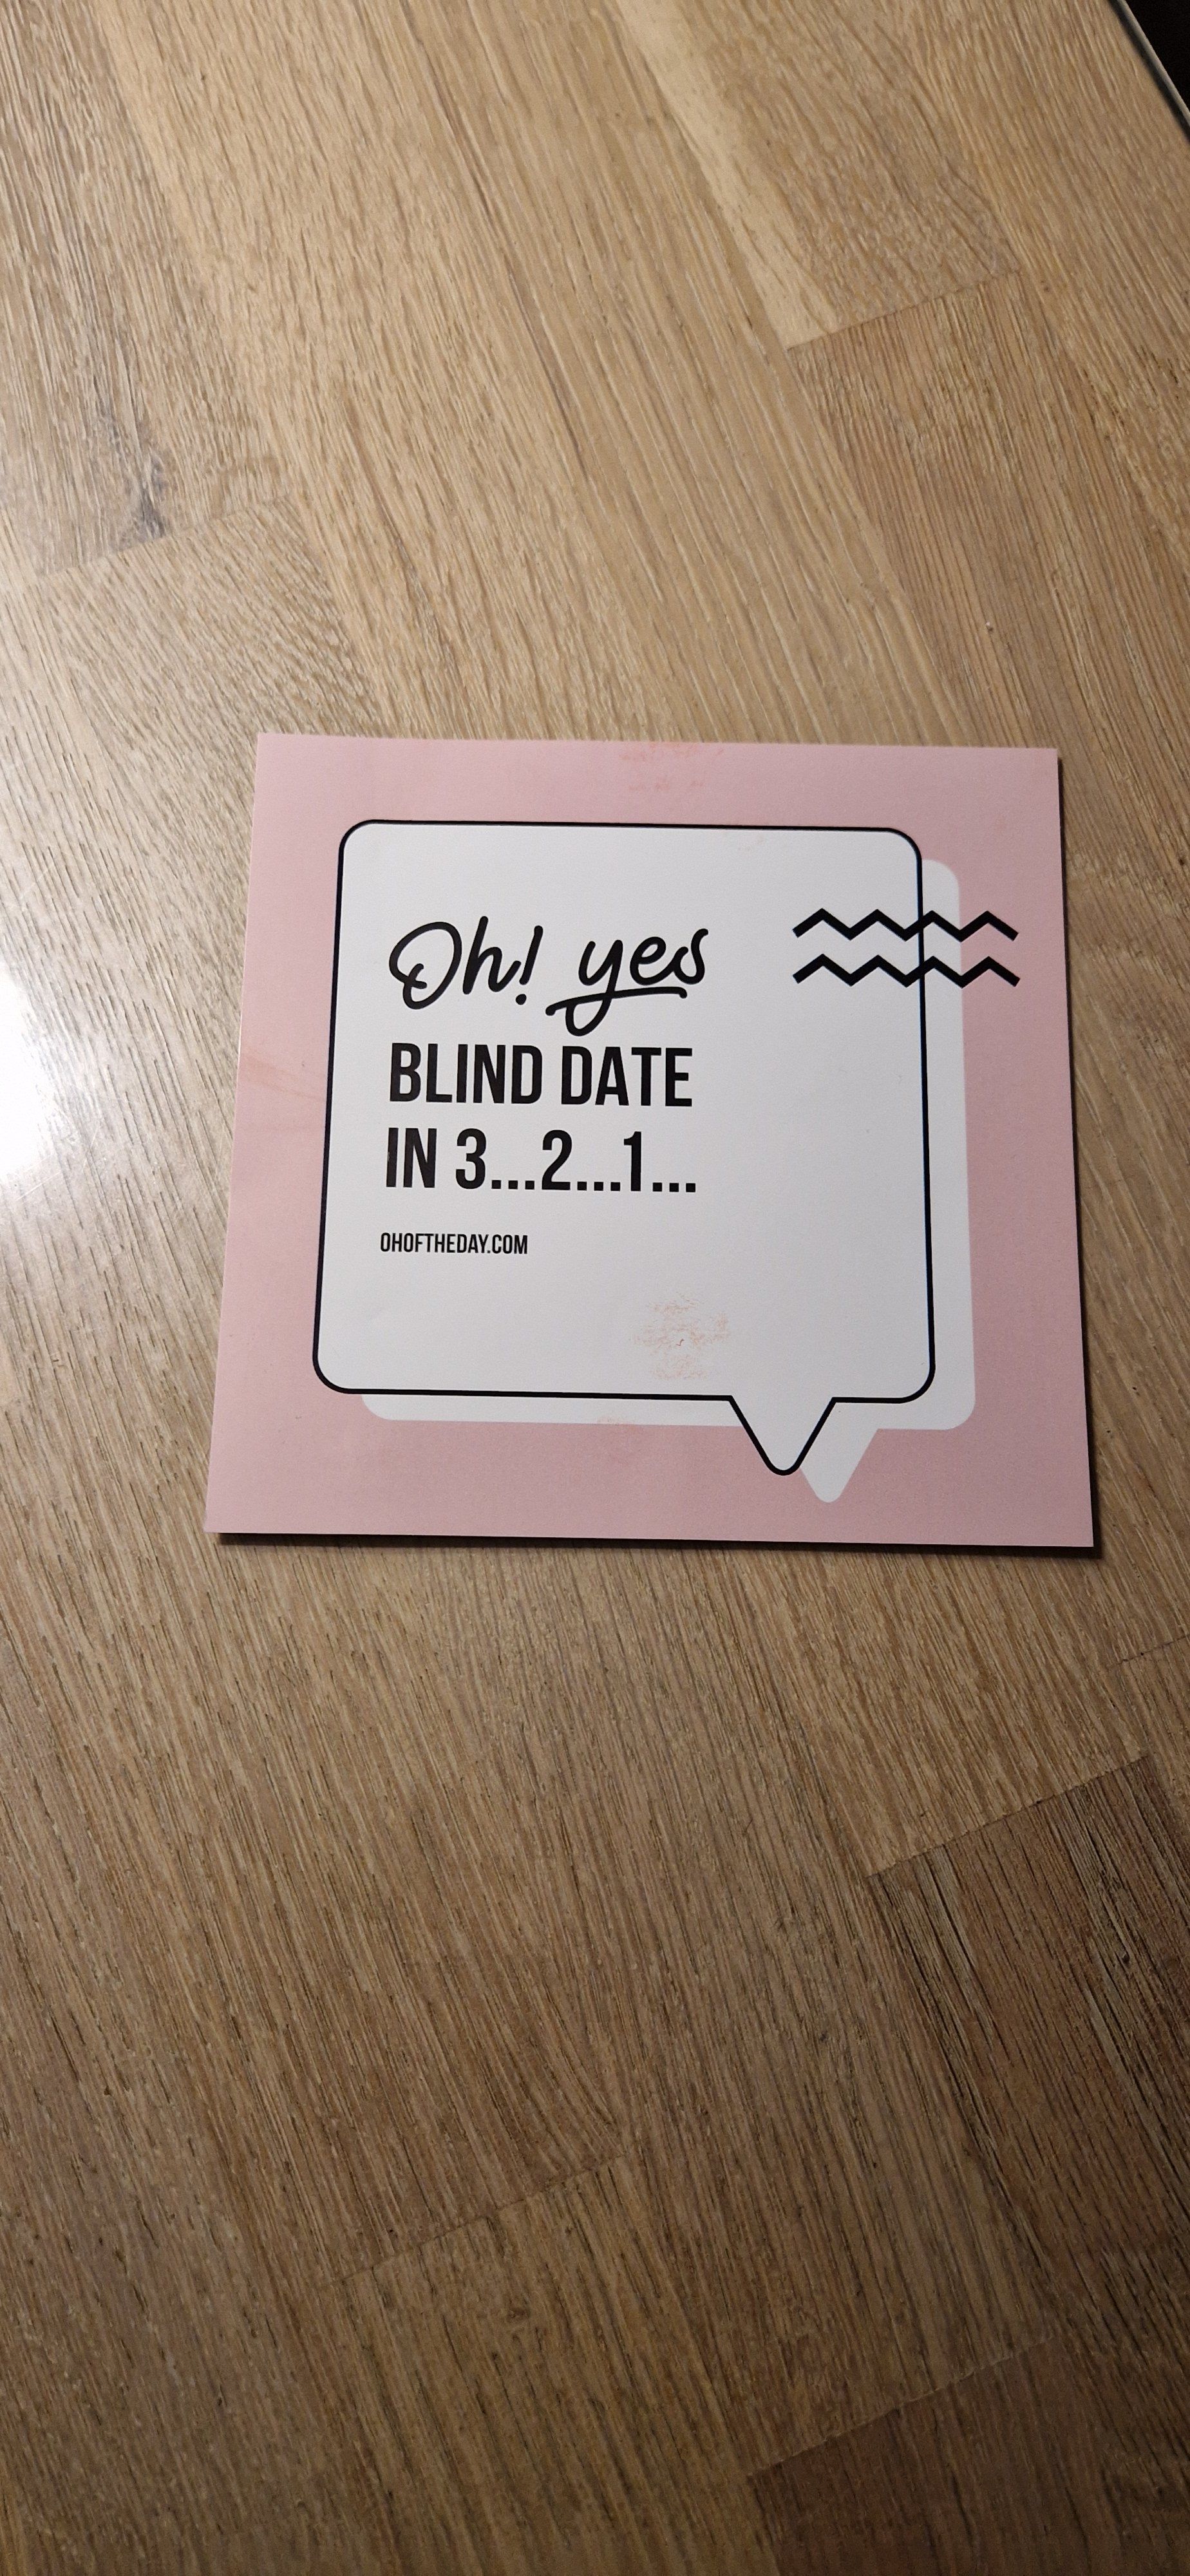 Oh! yes
BLIND DATE
IN 3...2...1...
OHOFTHEDAY.COM